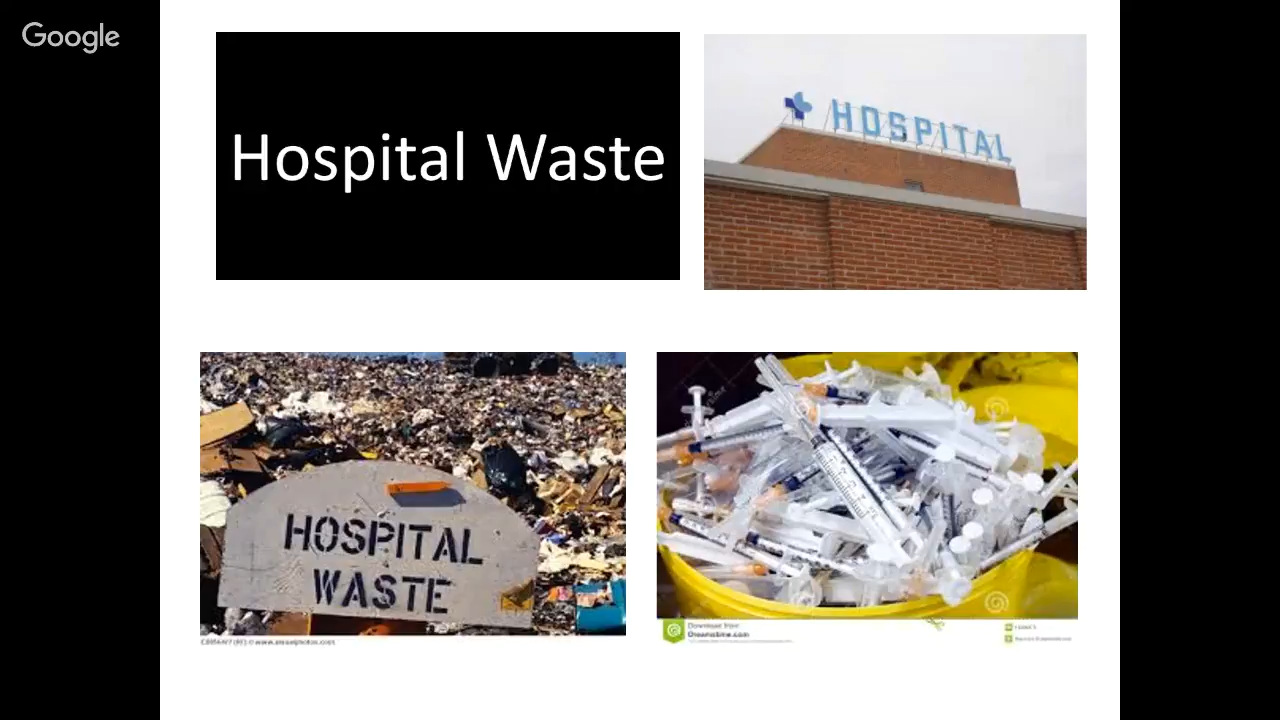 Google
Hospital Waste
HOSPITAL
HOSPITAL
WASTE
Download from
Dreamstime.com